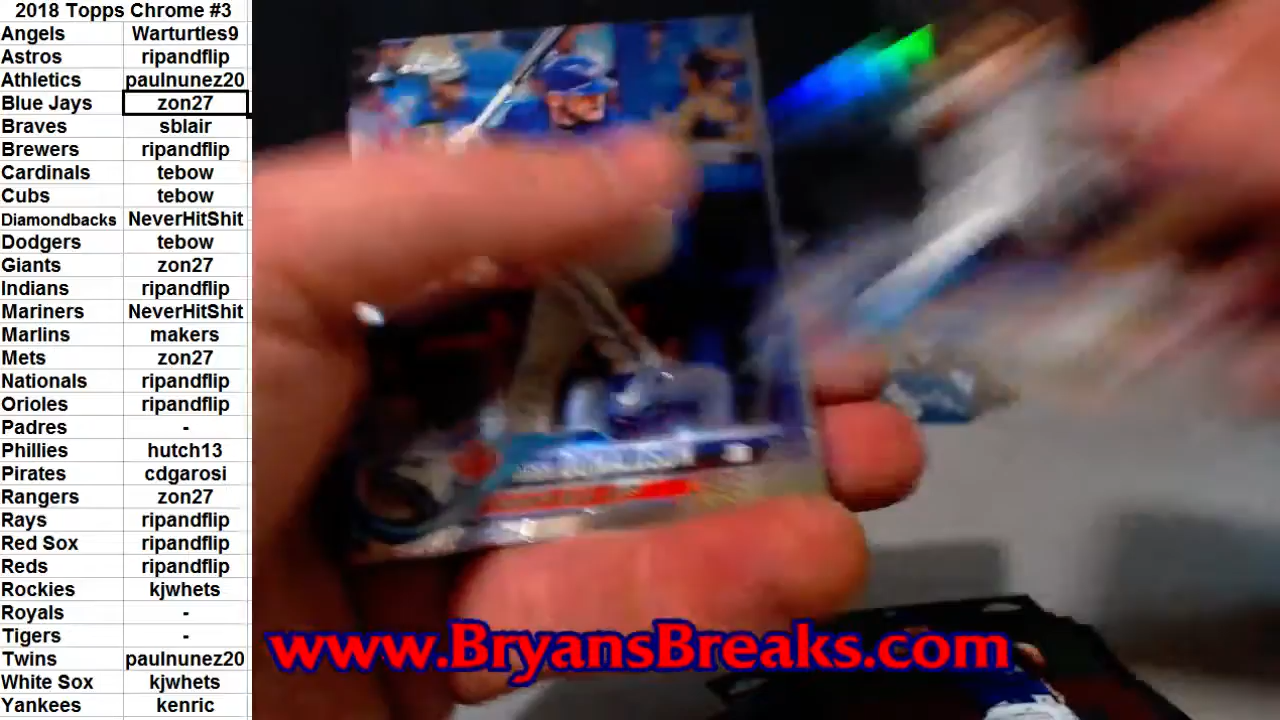 2018 Topps Chrome #3
Angels Warturtles9
Astros ripandflip
Athletics paulnunez20
Blue Jays zon27
Braves sblair
Brewers ripandflip
Cardinals tebow
Cubs tebow
Diamondbacks NeverHitShit
Dodgers tebow
Giants zon27
Indians ripandflip
Mariners NeverHitShit
Marlins makers
Mets zon27
Nationals ripandflip
Orioles ripandflip
Padres -
Phillies hutch13
Pirates cdgarosi
Rangers zon27
Rays ripandflip
Red Sox ripandflip
Reds ripandflip
Rockies kjwhets
Royals -
Tigers -
Twins paulnunez20
White Sox kjwhets
Yankees kenric
www.BryansBreaks.com